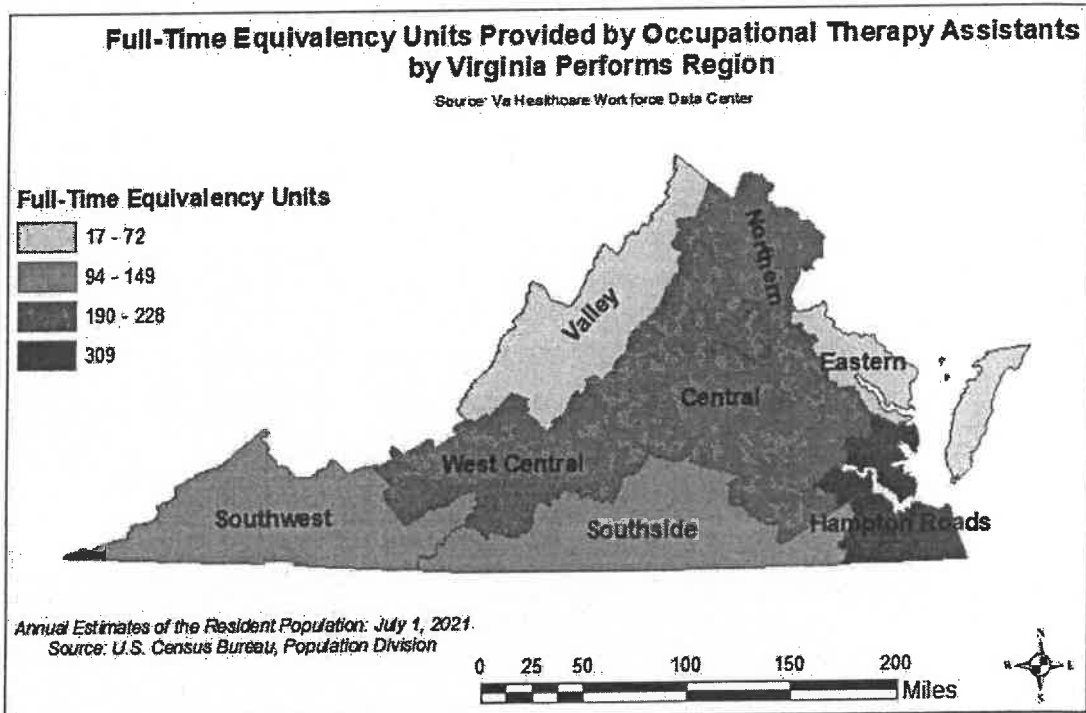 Full-Time Equivalency Units Provided by Occupational Therapy Assistants
by Virginia Performs Region
Source: Va Healthcare Workforce Data Center
Full-Time Equivalency Units
17 - 72
94 - 149
190 - 228
309
Northern
Valley
Eastern
Central
West Central
Southwest
Southside
Hampton Roads
Annual Estimates of the Resident Population: July 1, 2021.
Source: U.S. Census Bureau, Population Division
0 25 50 100 150 200
Miles
N
W E
S